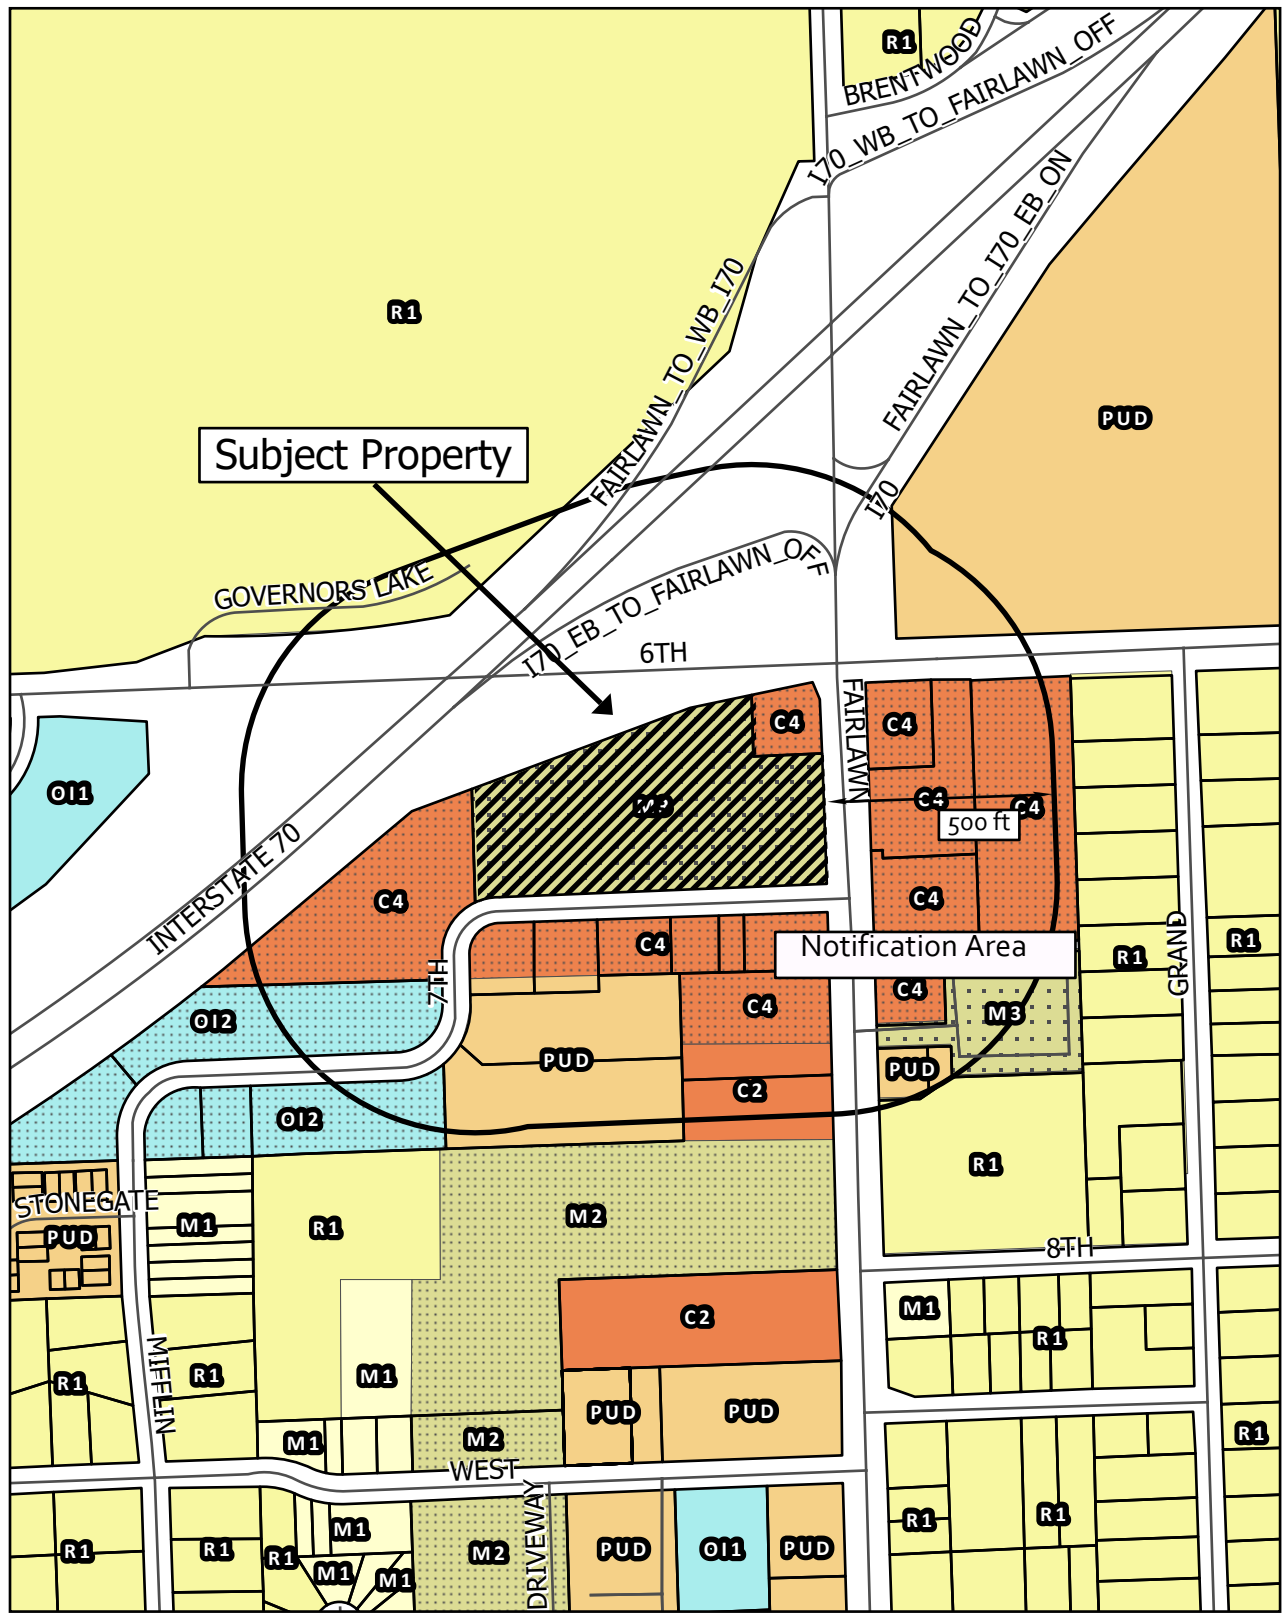 R1
BRENTWOOD
I70_WB_TO_FAIRLAWN_OFF
FAIRLAWN_TO_I70_EB_ON
FAIRLAWN_TO_WB_I70
R1
PUD
Subject Property
I70
GOVERNORS LAKE
I70_EB_TO_FAIRLAWN_OFF
6TH
FAIRLAWN
C4
C4
OI1
C4
C4
500 ft
INTERSTATE 70
C4
C4
C4
Notification Area
R1
GRAND
R1
7TH
C4
C4
M3
OI2
PUD
PUD
C2
OI2
R1
STONEGATE
PUD
M1
R1
M2
8TH
C2
M1
R1
MIFFLIN
R1
R1
M1
PUD
PUD
M1
M2
R1
WEST
DRIVEWAY
R1
R1
R1
R1
R1
M1
M1
M1
M2
PUD
OI1
PUD